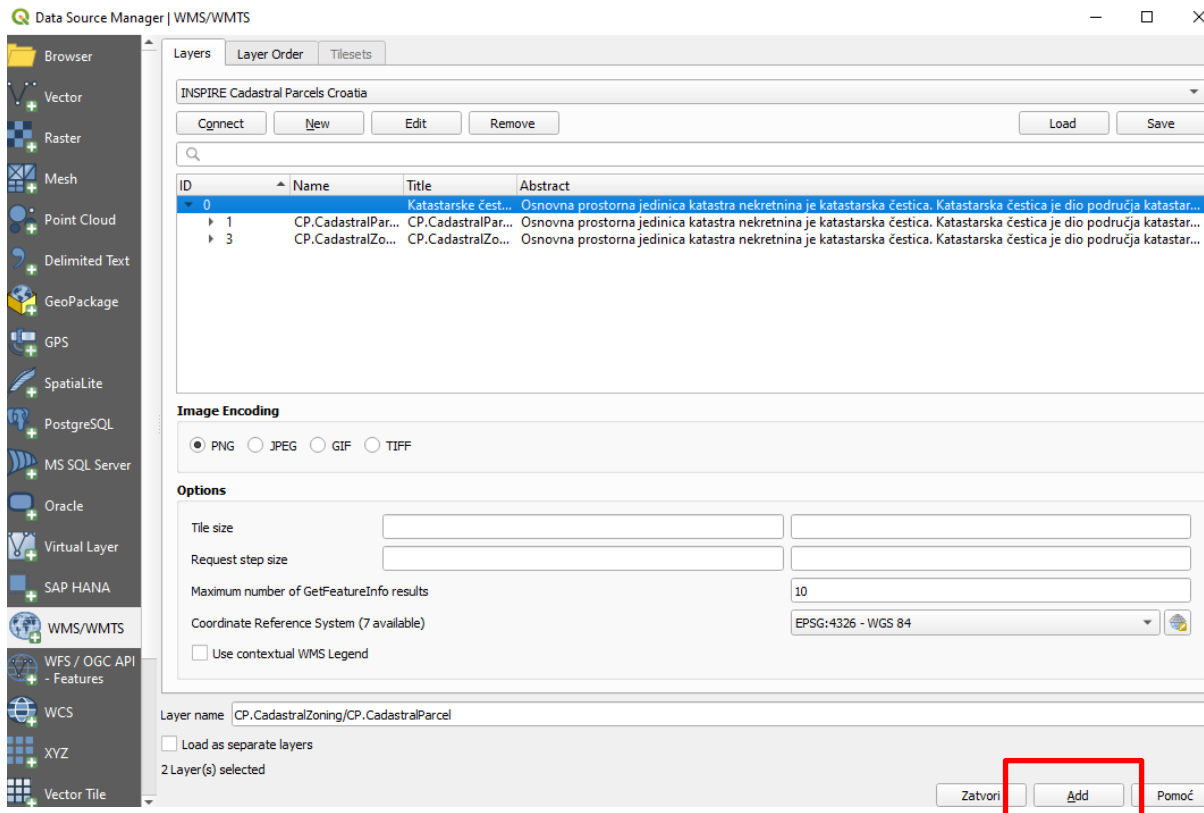 Data Source Manager | WMS/WMTS
Browser
Vector
Raster
Mesh
Point Cloud
Delimited Text
GeoPackage
GPS
SpatiaLite
PostgreSQL
MS SQL Server
Oracle
Virtual Layer
SAP HANA
WMS/WMTS
WFS / OGC API
- Features
WCS
XYZ
Vector Tile
Layers Layer Order Tilesets
INSPIRE Cadastral Parcels Croatia
Connect New Edit Remove Load Save
ID Name Title Abstract
0 Katastarske čest... Osnovna prostorna jedinica katastra nekretnina je katastarska čestica. Katastarska čestica je dio područja katastar...
1 CP.CadastralPar... CP.CadastralPar... Osnovna prostorna jedinica katastra nekretnina je katastarska čestica. Katastarska čestica je dio područja katastar...
3 CP.CadastralZo... CP.CadastralZo... Osnovna prostorna jedinica katastra nekretnina je katastarska čestica. Katastarska čestica je dio područja katastar...
Image Encoding
PNG JPEG GIF TIFF
Options
Tile size
Request step size
Maximum number of GetFeatureInfo results 10
Coordinate Reference System (7 available) EPSG:4326 - WGS 84
Use contextual WMS Legend
Layer name CP.CadastralZoning/CP.CadastralParcel
Load as separate layers
2 Layer(s) selected
Zatvori Add Pomoć